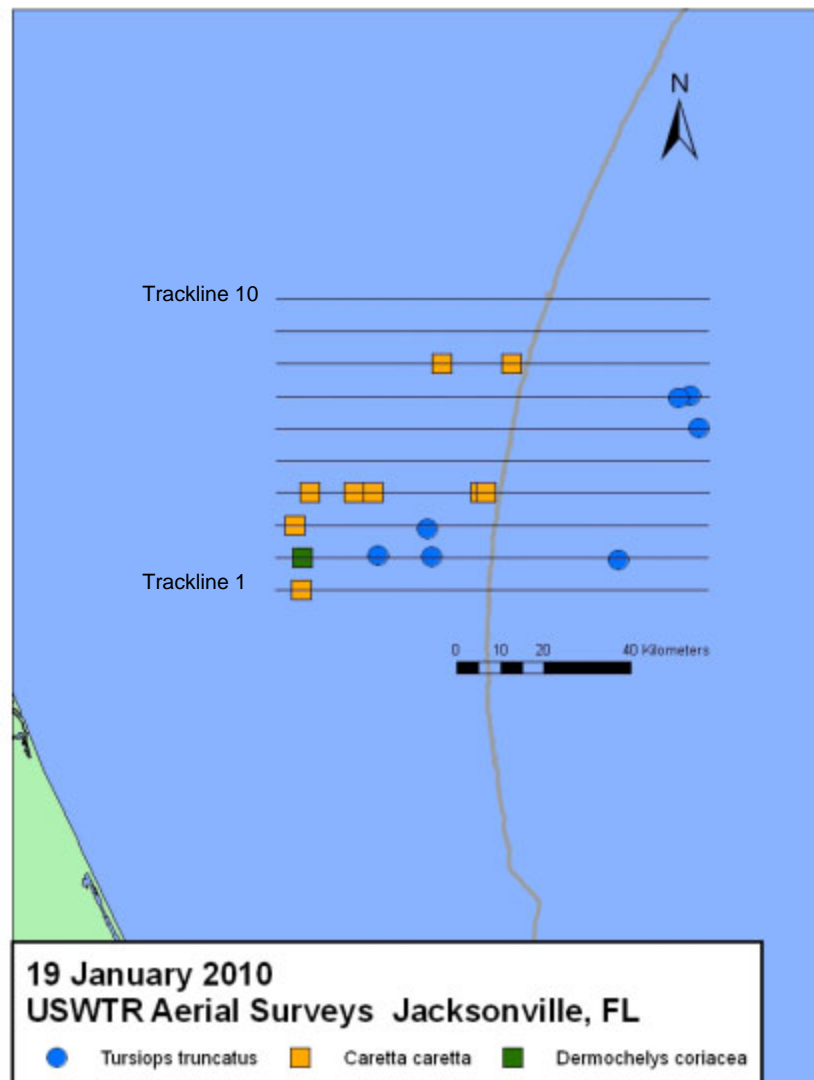 N
Trackline 10
Trackline 1
0 10 20 40 Kilometers
19 January 2010
USWTR Aerial Surveys Jacksonville, FL
Tursiops truncatus Caretta caretta Dermochelys coriacea